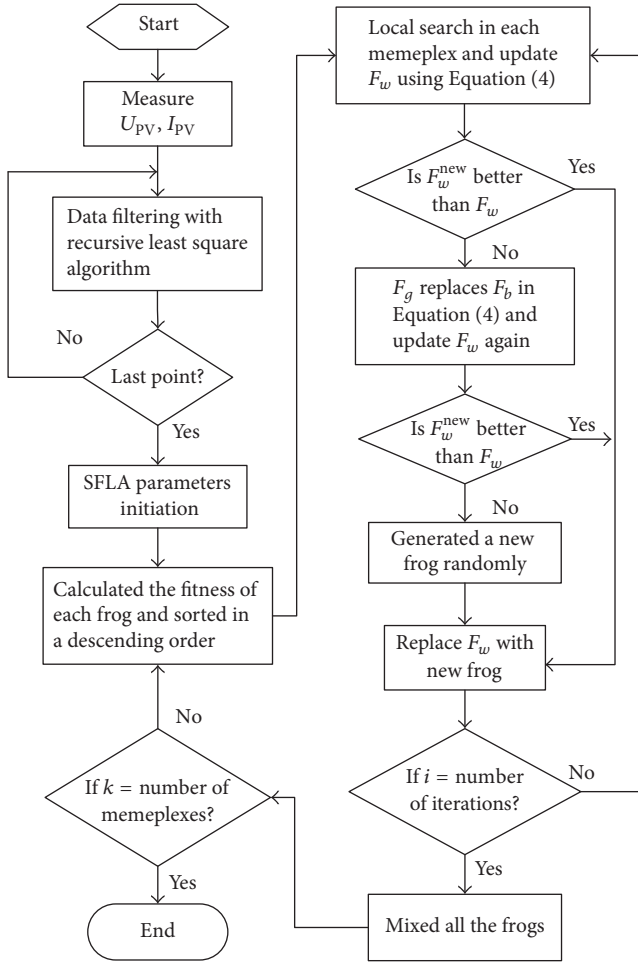 Start
Measure
U_PV, I_PV
Data filtering with
recursive least square
algorithm
No
Last point?
Yes
SFLA parameters
initiation
Calculated the fitness of
each frog and sorted in
a descending order
No
If k = number of
memeplexes?
Yes
End
Local search in each
memeplex and update
F_w using Equation (4)
Yes
Is F_w^new better
than F_w
No
F_g replaces F_b in
Equation (4) and
update F_w again
Is F_w^new better
than F_w
Yes
No
Generated a new
frog randomly
Replace F_w with
new frog
If i = number
of iterations?
No
Yes
Mixed all the frogs